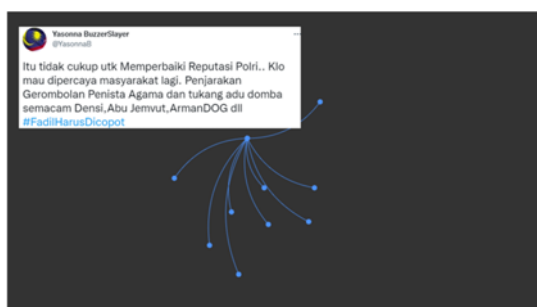 Yasonna BuzzerSlayer
@YasonnaB
Itu tidak cukup utk Memperbaiki Reputasi Polri.. Klo
mau dipercaya masyarakat lagi. Penjarakan
Gerombolan Penista Agama dan tukang adu domba
semacam Densi,Abu Jemvut,ArmanDOG dll
#FadilHarusDicopot